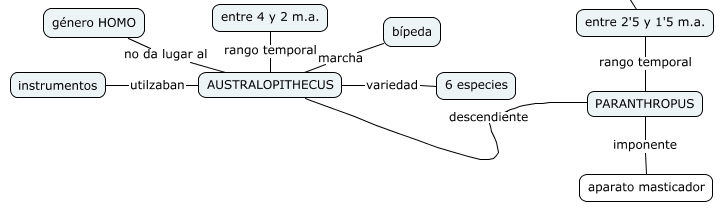 género HOMO
entre 4 y 2 m.a.
bípeda
entre 2'5 y 1'5 m.a.
no da lugar al
rango temporal
marcha
rango temporal
instrumentos
utilzaban
AUSTRALOPITHECUS
variedad
6 especies
PARANTHROPUS
descendiente
imponente
aparato masticador